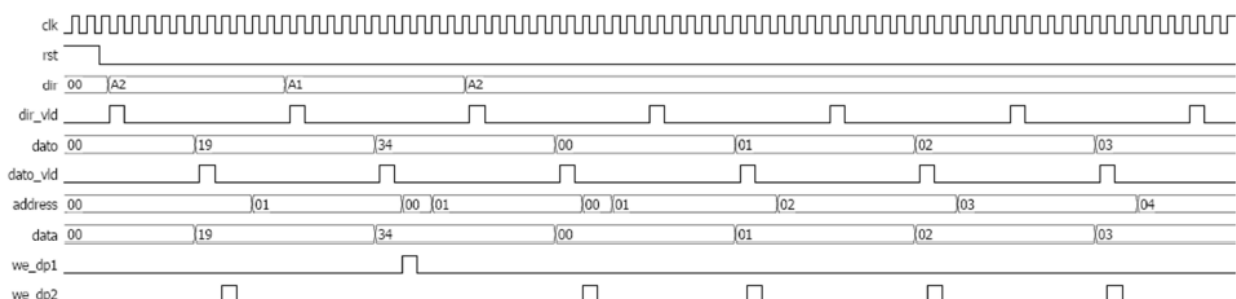 clk
rst
dir 00 A2 A1 A2
dir_vld
dato 00 19 34 00 01 02 03
dato_vld
address 00 01 00 01 00 01 02 03 04
data 00 19 34 00 01 02 03
we_dp1
we_dp2